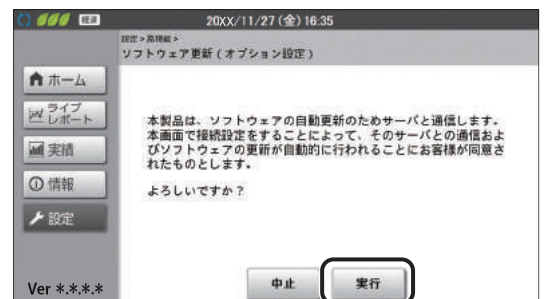 経済
20XX/11/27 (金) 16:35
設定 > 高機能 >
ソフトウェア更新 ( オプション設定 )
ホーム
ライブ
レポート
実績
情報
設定
本製品は、ソフトウェアの自動更新のためサーバと通信します。
本画面で接続設定をすることによって、そのサーバとの通信およ
びソフトウェアの更新が自動的に行われることにお客様が同意さ
れたものとします。
よろしいですか？
中止
実行
Ver *.*.*.*